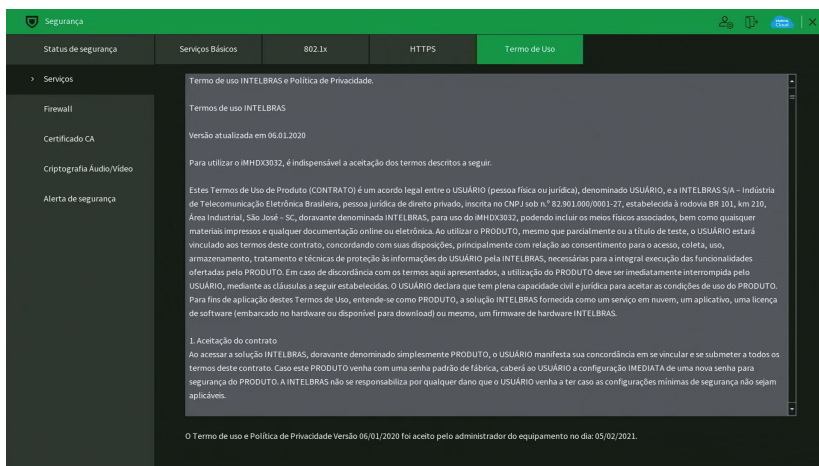 Segurança
Cloud
Status de segurança
Serviços Básicos
802.1x
HTTPS
Termo de Uso
Serviços
Firewall
Certificado CA
Criptografia Áudio/Vídeo
Alerta de segurança
Termo de uso INTELBRAS e Política de Privacidade.
Termos de uso INTELBRAS
Versão atualizada em 06.01.2020
Para utilizar o iMHDX3032, é indispensável a aceitação dos termos descritos a seguir.
Estes Termos de Uso de Produto (CONTRATO) é um acordo legal entre o USUÁRIO (pessoa física ou jurídica), denominado USUÁRIO, e a INTELBRAS S/A – Indústria
de Telecomunicação Eletrônica Brasileira, pessoa jurídica de direito privado, inscrita no CNPJ sob n.º 82.901.000/0001-27, estabelecida à rodovia BR 101, km 210,
Área Industrial, São José – SC, doravante denominada INTELBRAS, para uso do iMHDX3032, podendo incluir os meios físicos associados, bem como quaisquer
materiais impressos e qualquer documentação online ou eletrônica. Ao utilizar o PRODUTO, mesmo que parcialmente ou a título de teste, o USUÁRIO estará
vinculado aos termos deste contrato, concordando com suas disposições, principalmente com relação ao consentimento para o acesso, coleta, uso,
armazenamento, tratamento e técnicas de proteção às informações do USUÁRIO pela INTELBRAS, necessárias para a integral execução das funcionalidades
ofertadas pelo PRODUTO. Em caso de discordância com os termos aqui apresentados, a utilização do PRODUTO deve ser imediatamente interrompida pelo
USUÁRIO, mediante as cláusulas a seguir estabelecidas. O USUÁRIO declara que tem plena capacidade civil e jurídica para aceitar as condições de uso do PRODUTO.
Para fins de aplicação destes Termos de Uso, entende-se como PRODUTO, a solução INTELBRAS fornecida como um serviço em nuvem, um aplicativo, uma licença
de software (embarcado no hardware ou disponível para download) ou mesmo, um firmware de hardware INTELBRAS.
1. Aceitação do contrato
Ao acessar a solução INTELBRAS, doravante denominado simplesmente PRODUTO, o USUÁRIO manifesta sua concordância em se vincular e se submeter a todos os
termos deste contrato. Caso este PRODUTO venha com uma senha padrão de fábrica, caberá ao USUÁRIO a configuração IMEDIATA de uma nova senha para
segurança do PRODUTO. A INTELBRAS não se responsabiliza por qualquer dano que o USUÁRIO venha a ter caso as configurações mínimas de segurança não sejam
aplicáveis.
O Termo de uso e Política de Privacidade Versão 06/01/2020 foi aceito pelo administrador do equipamento no dia: 05/02/2021.